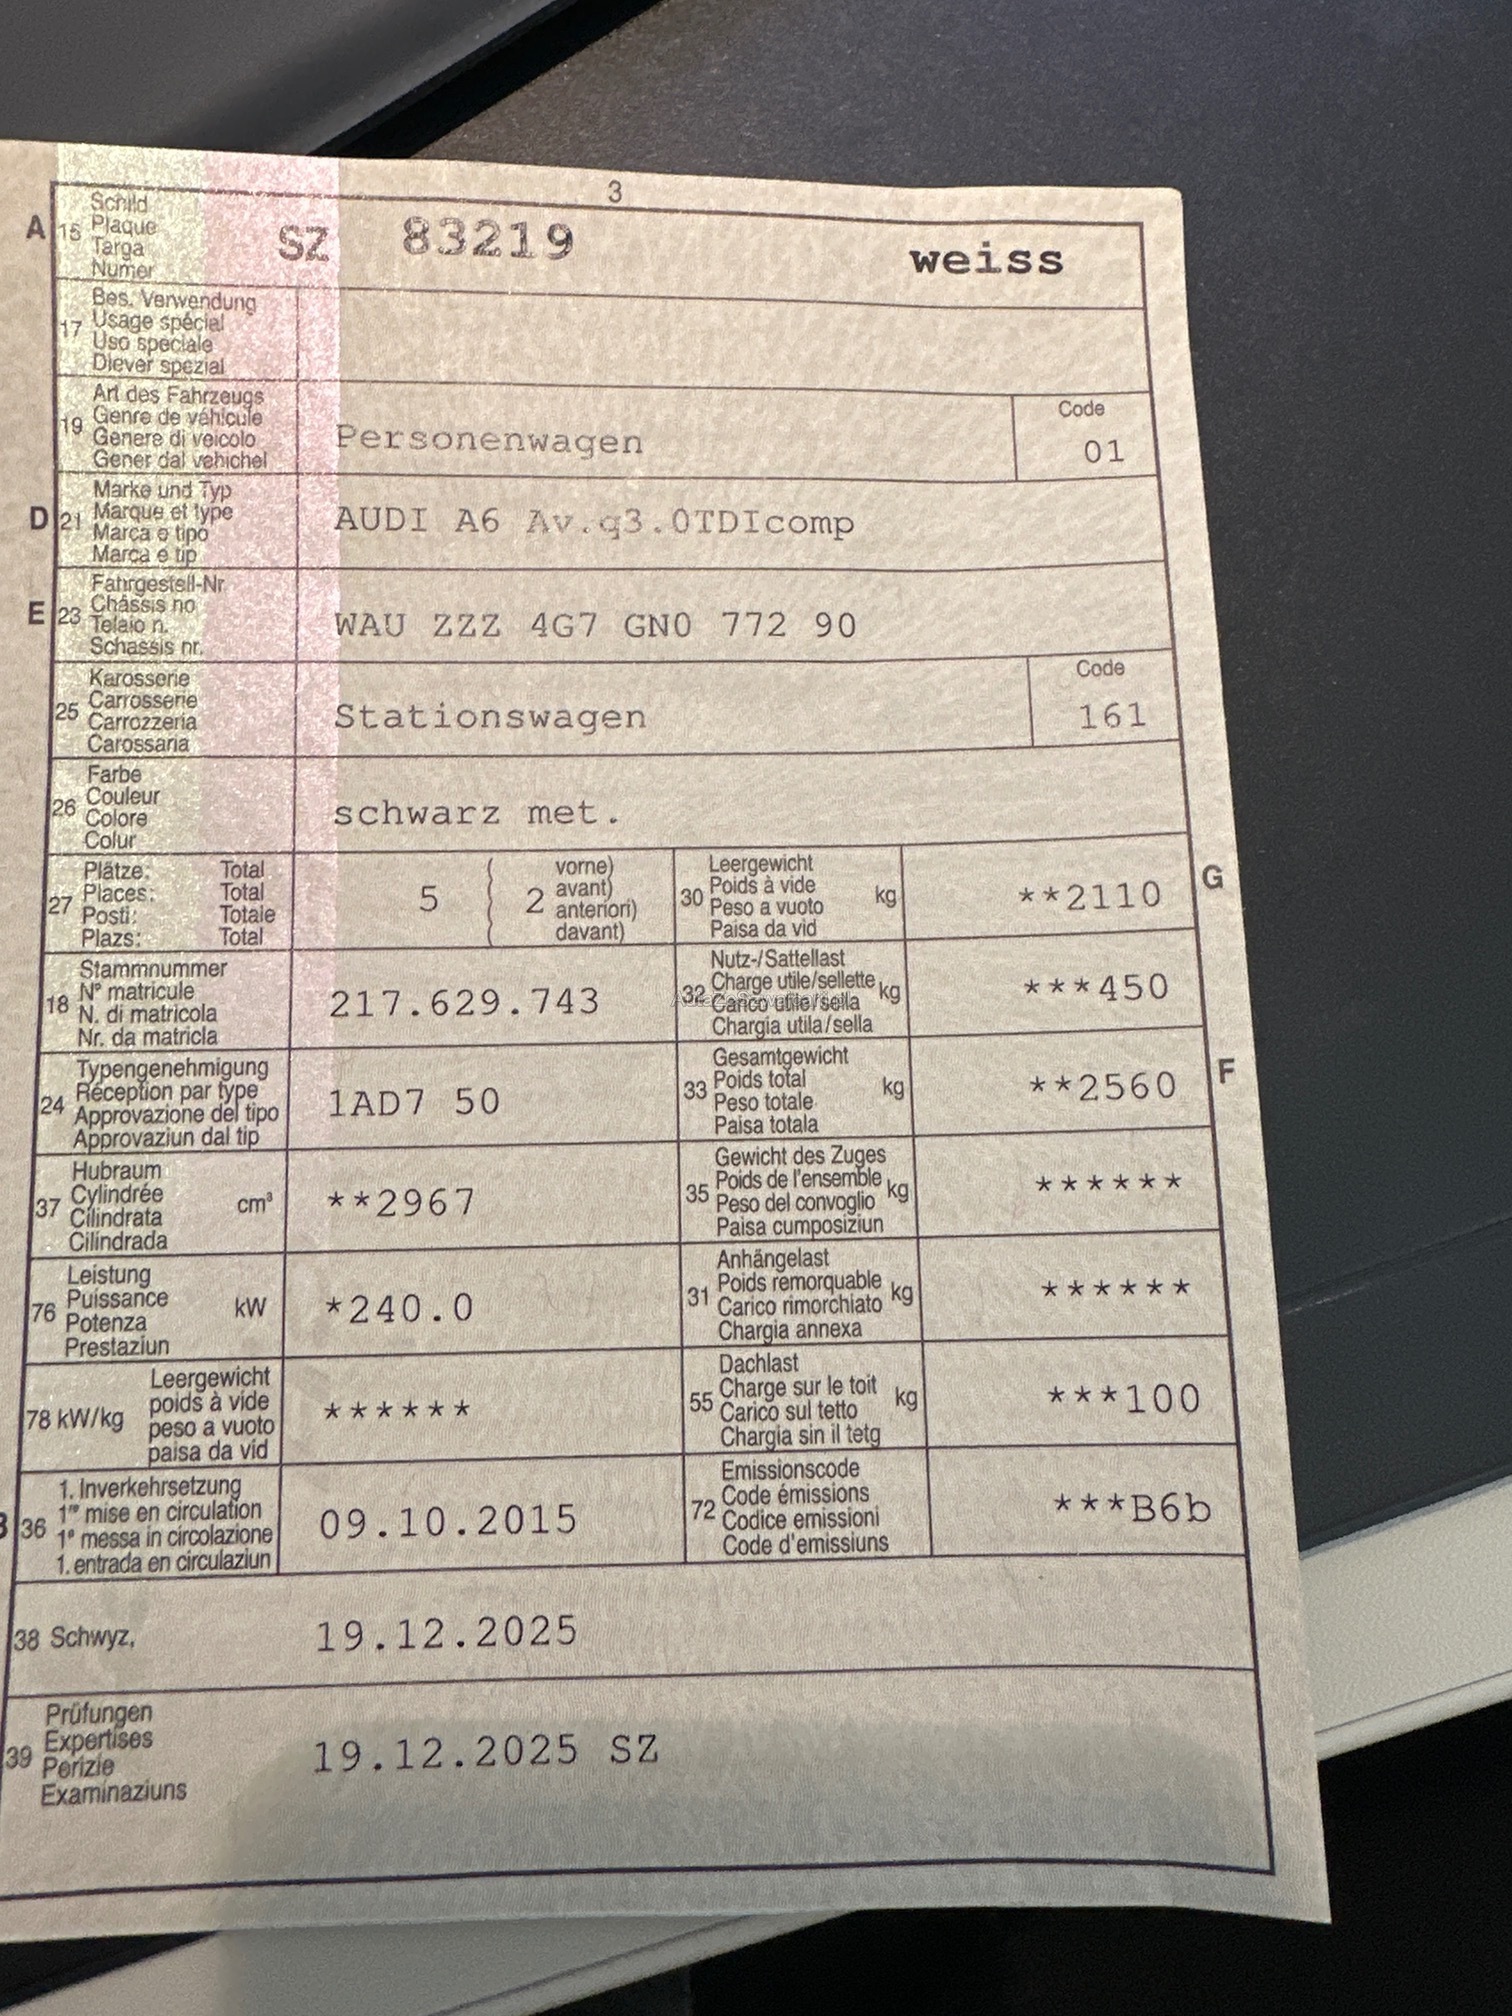 3
A 15 Schild
Plaque
Targa
Numer
SZ 83219 weiss
17 Bes. Verwendung
Usage spécial
Uso speciale
Diever spezial
19 Art des Fahrzeugs
Genre de véhicule
Genere di veicolo
Gener dal vehichel
Personenwagen
Code
01
D 21 Marke und Typ
Marque et type
Marca e tipo
Marca e tip
AUDI A6 Av.q3.0TDIcomp
E 23 Fahrgestell-Nr.
Châssis no
Telaio n.
Schassis nr.
WAU ZZZ 4G7 GN0 772 90
25 Karosserie
Carrosserie
Carrozzeria
Carossaria
Stationswagen
Code
161
26 Farbe
Couleur
Colore
Colur
schwarz met.
27 Plätze: Total
Places: Total
Posti: Totale
Plazs: Total
5 ( 2 vorne)
avant)
anteriori)
davant)
30 Leergewicht
Poids à vide
Peso a vuoto
Paisa da vid
kg **2110 G
18 Stammnummer
N° matricule
N. di matricola
Nr. da matricla
217.629.743
32 Nutz-/Sattellast
Charge utile/sellette
Carico utile/sella
Chargia utila/sella
kg ***450
24 Typengenehmigung
Réception par type
Approvazione del tipo
Approvaziun dal tip
1AD7 50
33 Gesamtgewicht
Poids total
Peso totale
Paisa totala
kg **2560 F
37 Hubraum
Cylindrée
Cilindrata
Cilindrada
cm³ **2967
35 Gewicht des Zuges
Poids de l'ensemble
Peso del convoglio
Paisa cumposiziun
kg ******
76 Leistung
Puissance
Potenza
Prestaziun
kW *240.0
31 Anhängelast
Poids remorquable
Carico rimorchiato
Chargia annexa
kg ******
78 kW/kg Leergewicht
poids à vide
peso a vuoto
paisa da vid
******
55 Dachlast
Charge sur le toit
Carico sul tetto
Chargia sin il tetg
kg ***100
B 36 1. Inverkehrsetzung
1re mise en circulation
1a messa in circolazione
1. entrada en circulaziun
09.10.2015
72 Emissionscode
Code émissions
Codice emissioni
Code d'emissiuns
***B6b
38 Schwyz, 19.12.2025
39 Prüfungen
Expertises
Perizie
Examinaziuns
19.12.2025 SZ